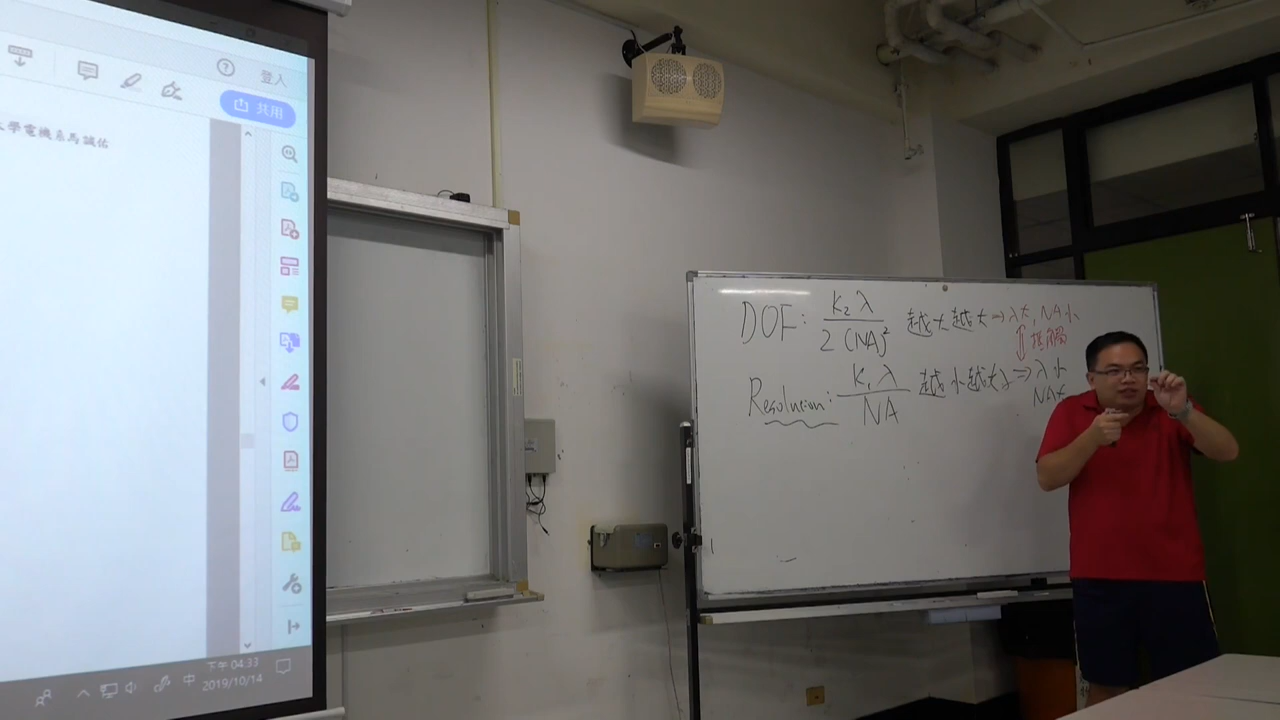 登入
共用
大學電機系馬誠佑
DOF: K₂λ / 2(NA)² 越大越大 → λ大, NA小
Resolution: K₁λ / NA 越小越大 ⇒ λ小
NA大
下午 04:33
中
2019/10/14